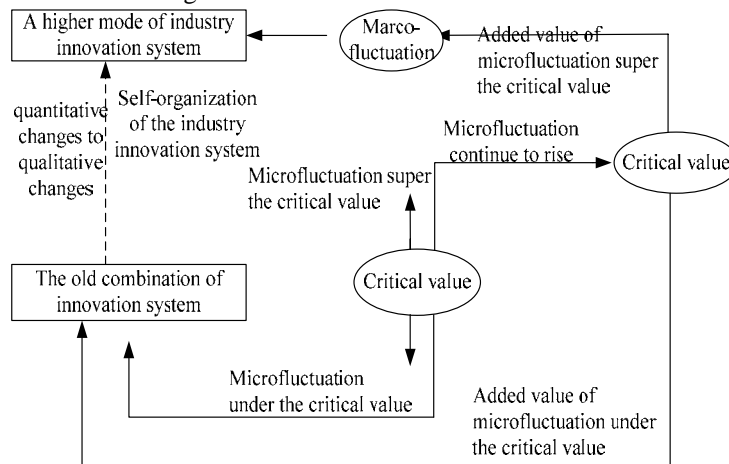 A higher mode of industry
innovation system
Marco-
fluctuation
Added value of
microfluctuation super
the critical value
quantitative
changes to
qualitative
changes
Self-organization
of the industry
innovation system
Microfluctuation
continue to rise
Critical value
Microfluctuation super
the critical value
The old combination of
innovation system
Critical value
Microfluctuation
under the critical value
Added value of
microfluctuation under
the critical value